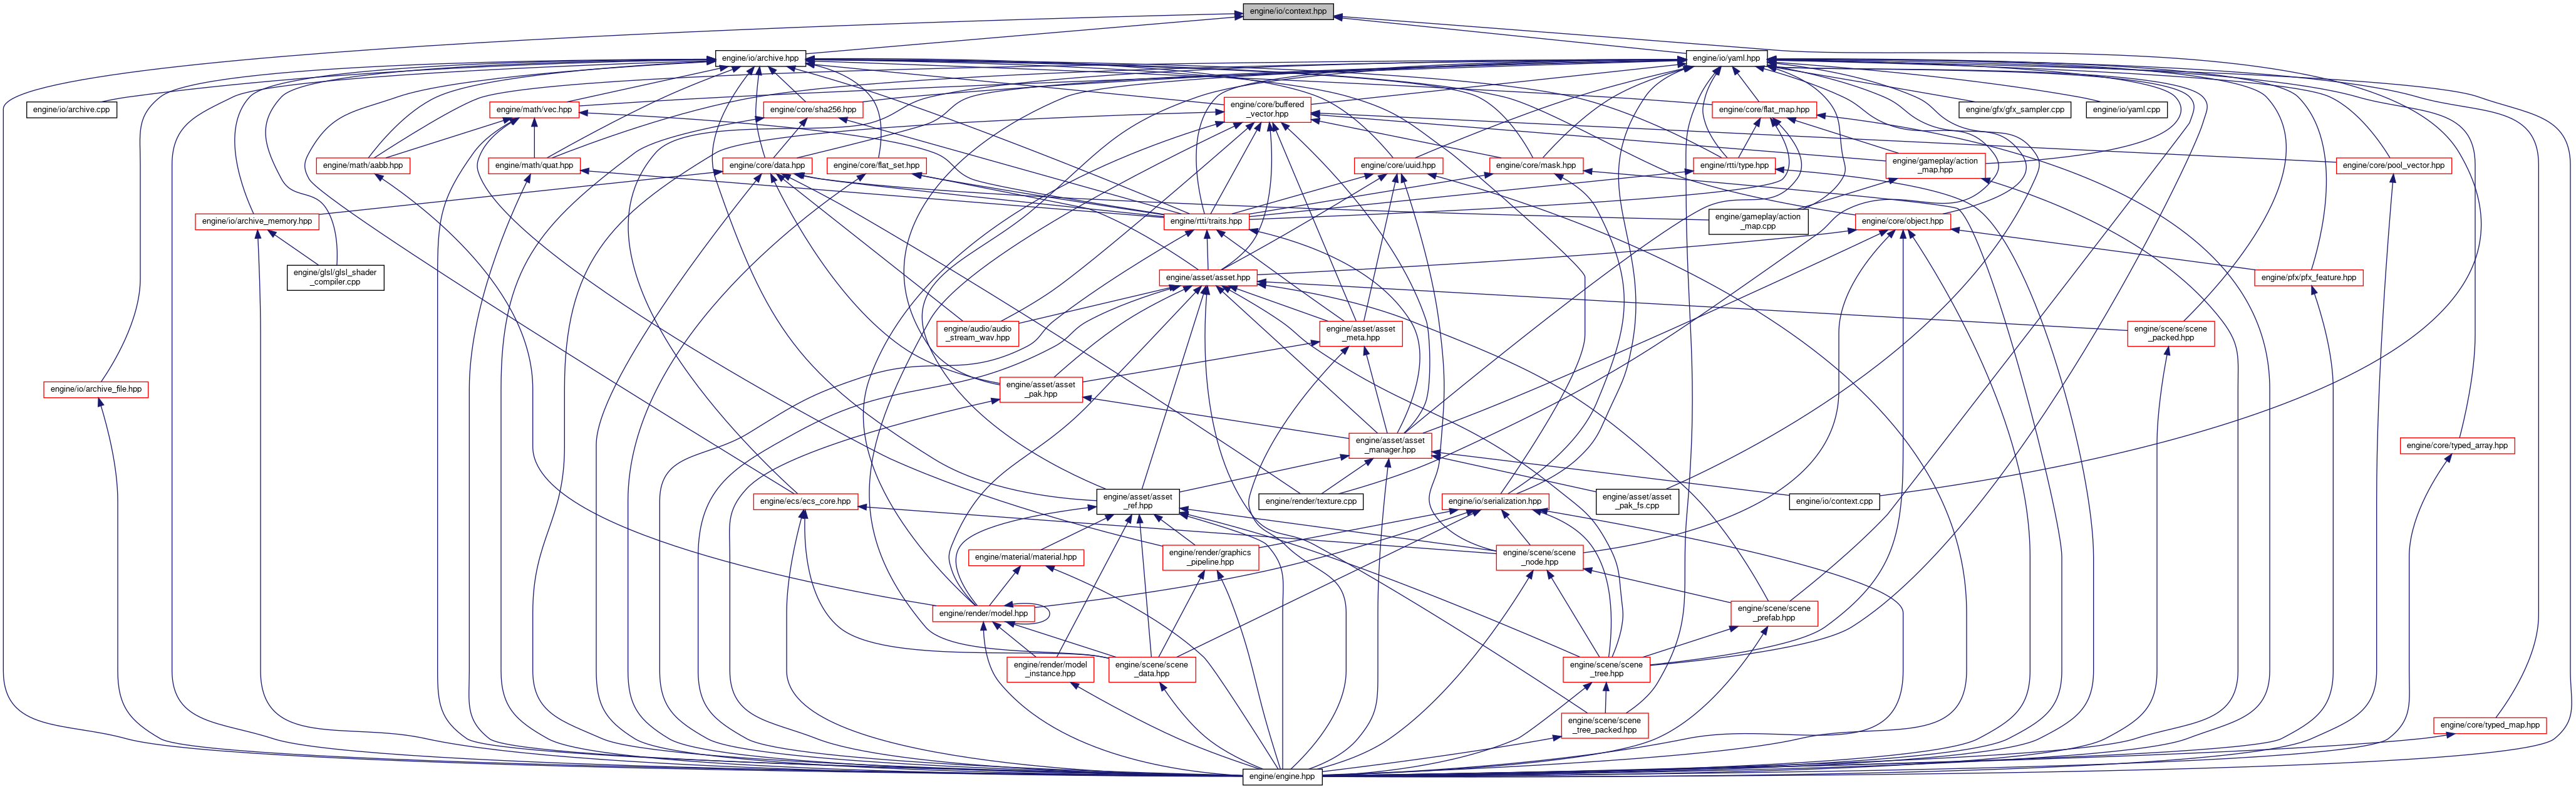 engine/io/context.hpp
engine/io/archive.hpp
engine/io/yaml.hpp
engine/io/archive.cpp
engine/math/vec.hpp
engine/core/sha256.hpp
engine/core/buffered
_vector.hpp
engine/core/flat_map.hpp
engine/gfx/gfx_sampler.cpp
engine/io/yaml.cpp
engine/math/aabb.hpp
engine/math/quat.hpp
engine/core/data.hpp
engine/core/flat_set.hpp
engine/core/uuid.hpp
engine/core/mask.hpp
engine/rtti/type.hpp
engine/gameplay/action
_map.hpp
engine/core/pool_vector.hpp
engine/io/archive_memory.hpp
engine/rtti/traits.hpp
engine/gameplay/action
_map.cpp
engine/core/object.hpp
engine/glsl/glsl_shader
_compiler.cpp
engine/asset/asset.hpp
engine/pfx/pfx_feature.hpp
engine/audio/audio
_stream_wav.hpp
engine/asset/asset
_meta.hpp
engine/scene/scene
_packed.hpp
engine/io/archive_file.hpp
engine/asset/asset
_pak.hpp
engine/asset/asset
_manager.hpp
engine/core/typed_array.hpp
engine/ecs/ecs_core.hpp
engine/asset/asset
_ref.hpp
engine/render/texture.cpp
engine/io/serialization.hpp
engine/asset/asset
_pak_fs.cpp
engine/io/context.cpp
engine/material/material.hpp
engine/render/graphics
_pipeline.hpp
engine/scene/scene
_node.hpp
engine/render/model.hpp
engine/scene/scene
_prefab.hpp
engine/render/model
_instance.hpp
engine/scene/scene
_data.hpp
engine/scene/scene
_tree.hpp
engine/scene/scene
_tree_packed.hpp
engine/core/typed_map.hpp
engine/engine.hpp